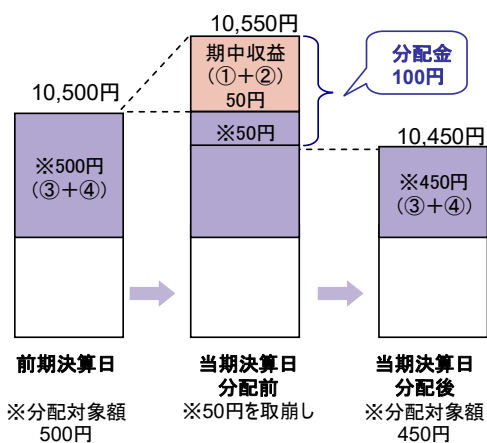 10,550円
期中収益
(①+②)
50円
分配金
100円
10,500円
※50円
10,450円
※500円
(③+④)
※450円
(③+④)
前期決算日
当期決算日
分配前
当期決算日
分配後
※分配対象額
500円
※50円を取崩し
※分配対象額
450円